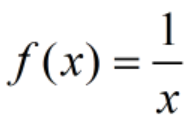 f(x) = 1/x